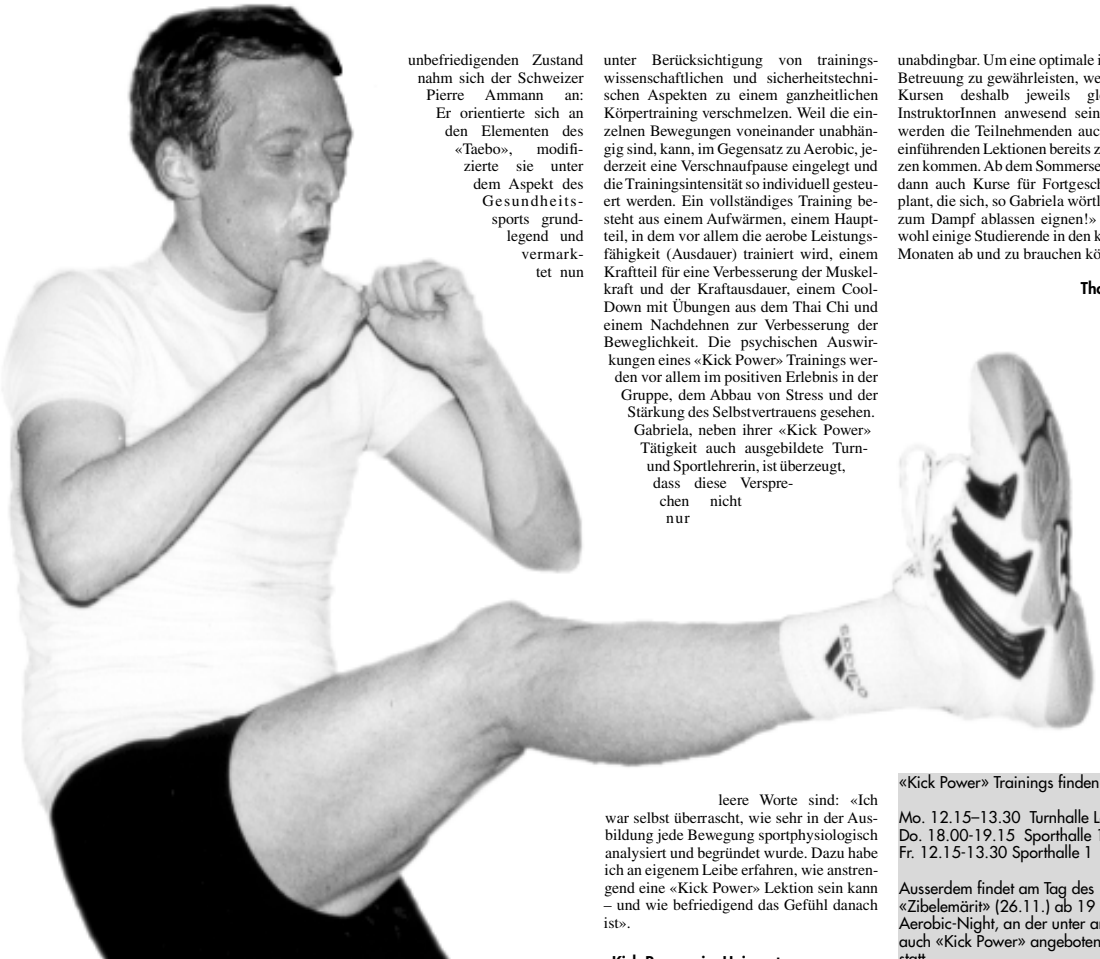 unbefriedigenden Zustand
nahm sich der Schweizer
Pierre Ammann an:
Er orientierte sich an
den Elementen des
«Taebo», modifi-
zierte sie unter
dem Aspekt des
Gesundheits-
sports grund-
legend und
vermark-
tet nun
unter Berücksichtigung von trainings-
wissenschaftlichen und sicherheitstechni-
schen Aspekten zu einem ganzheitlichen
Körpertraining verschmelzen. Weil die ein-
zelnen Bewegungen voneinander unabhän-
gig sind, kann, im Gegensatz zu Aerobic, je-
derzeit eine Verschnaufpause eingelegt und
die Trainingsintensität so individuell gesteu-
ert werden. Ein vollständiges Training be-
steht aus einem Aufwärmen, einem Haupt-
teil, in dem vor allem die aerobe Leistungs-
fähigkeit (Ausdauer) trainiert wird, einem
Kraftteil für eine Verbesserung der Muskel-
kraft und der Kraftausdauer, einem Cool-
Down mit Übungen aus dem Thai Chi und
einem Nachdehnen zur Verbesserung der
Beweglichkeit. Die psychischen Auswir-
kungen eines «Kick Power» Trainings wer-
den vor allem im positiven Erlebnis in der
Gruppe, dem Abbau von Stress und der
Stärkung des Selbstvertrauens gesehen.
Gabriela, neben ihrer «Kick Power»
Tätigkeit auch ausgebildete Turn-
und Sportlehrerin, ist überzeugt,
dass diese Verspre-
chen nicht
nur
leere Worte sind: «Ich
war selbst überrascht, wie sehr in der Aus-
bildung jede Bewegung sportphysiologisch
analysiert und begründet wurde. Dazu habe
ich an eigenem Leibe erfahren, wie anstren-
gend eine «Kick Power» Lektion sein kann
– und wie befriedigend das Gefühl danach
ist».
unabdingbar. Um eine optimale
Betreuung zu gewährleisten,
Kursen deshalb jeweils
InstruktorInnen anwesend
werden die Teilnehmenden
einführenden Lektionen bereits
zen kommen. Ab dem
dann auch Kurse für
plant, die sich, so Gabriela
zum Dampf ablassen eignen!»
wohl einige Studierende in den
Monaten ab und zu brauchen
adidas
«Kick Power» Trainings finden
Mo. 12.15–13.30 Turnhalle
Do. 18.00-19.15 Sporthalle
Fr. 12.15-13.30 Sporthalle 1
Ausserdem findet am Tag des
«Zibelemärit» (26.11.) ab 19
Aerobic-Night, an der unter
auch «Kick Power» angeboten